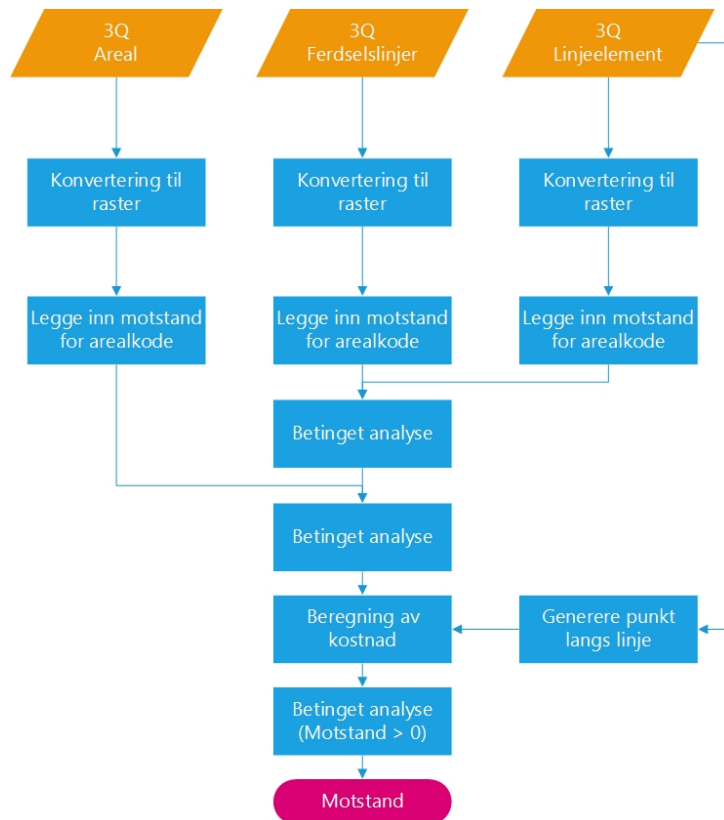 3Q
Areal
3Q
Ferdselslinjer
3Q
Linjeelement
Konvertering til
raster
Konvertering til
raster
Konvertering til
raster
Legge inn motstand
for arealkode
Legge inn motstand
for arealkode
Legge inn motstand
for arealkode
Betinget analyse
Betinget analyse
Beregning av
kostnad
Generere punkt
langs linje
Betinget analyse
(Motstand > 0)
Motstand